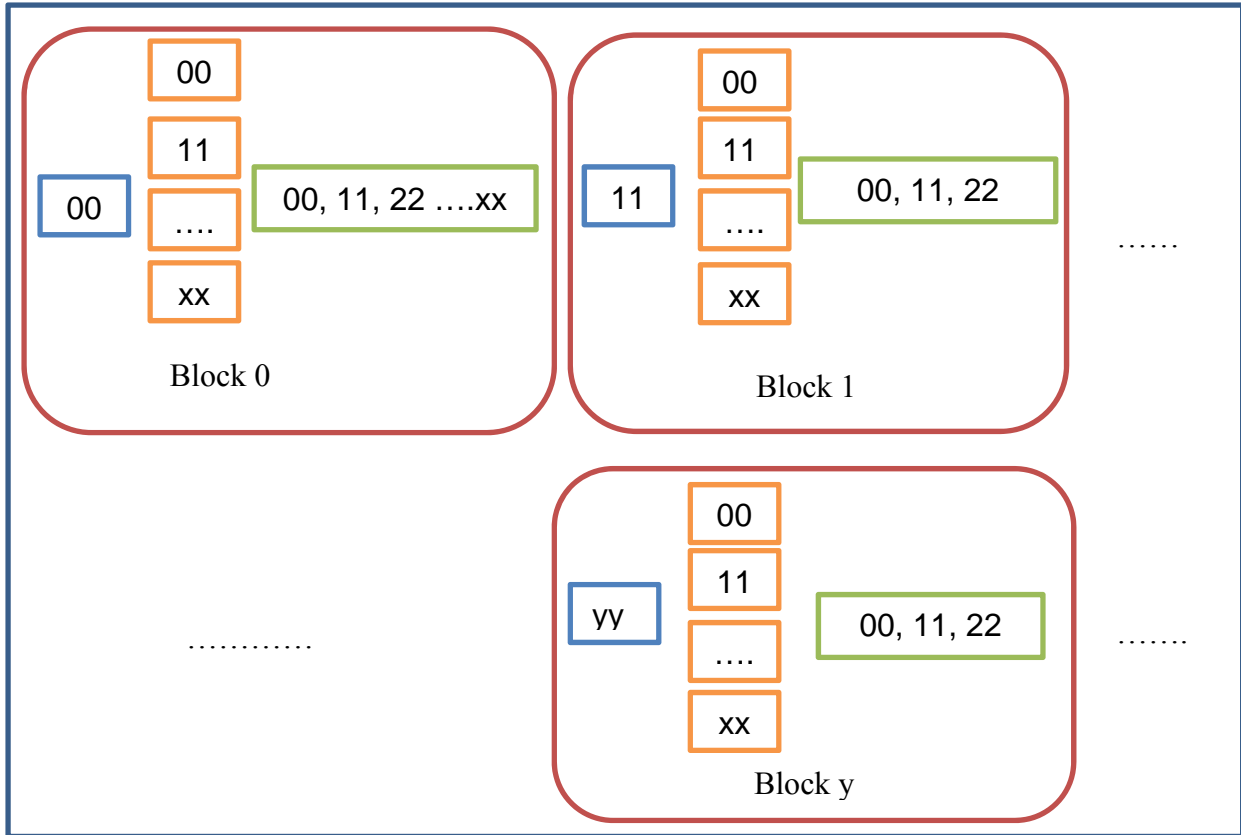 00
11
00
….
xx
00, 11, 22 ….xx
Block 0
00
11
11
….
xx
00, 11, 22
Block 1
……
…………
00
11
yy
….
xx
00, 11, 22
Block y
…….